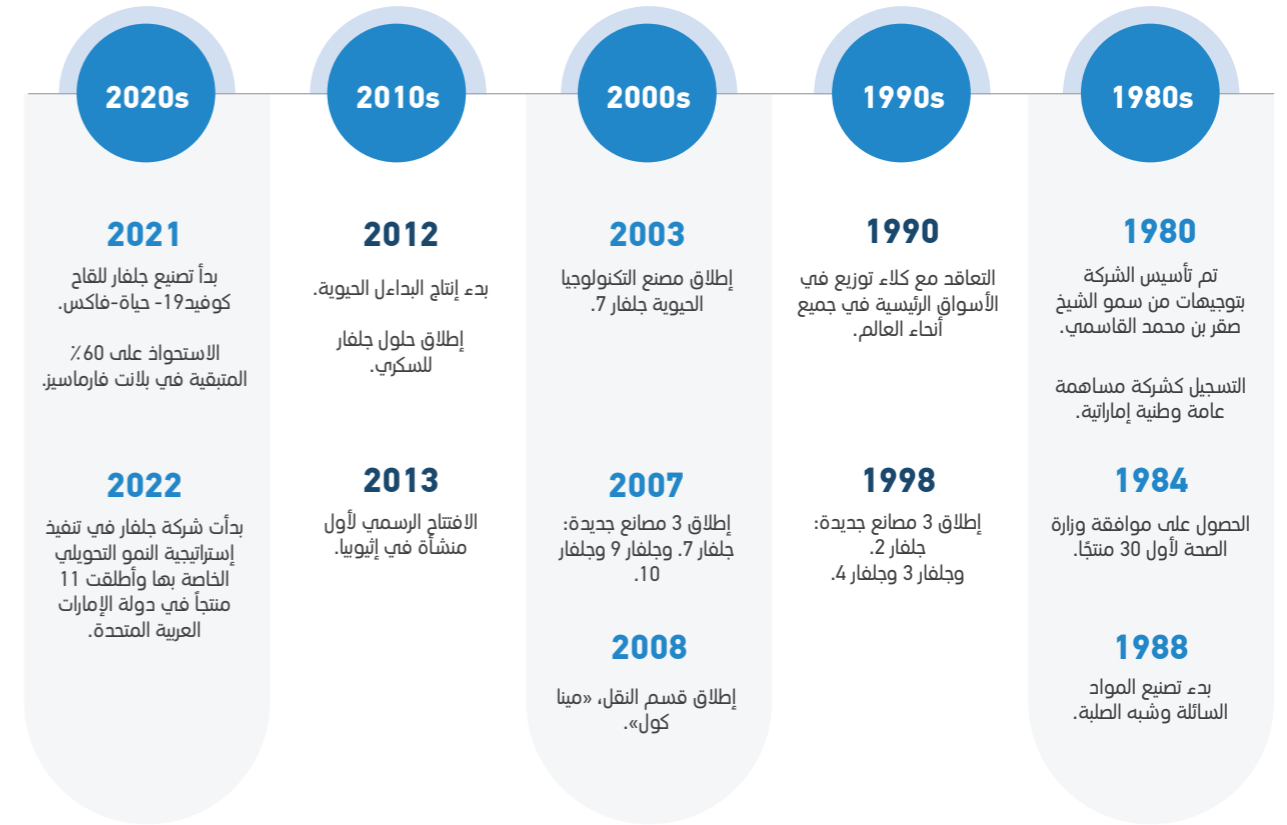 1980s
1980
تم تأسيس الشركة
بتوجيهات من سمو الشيخ
صقر بن محمد القاسمي.
التسجيل كشركة مساهمة
عامة وطنية إماراتية.
1984
الحصول على موافقة وزارة
الصحة لأول 30 منتجًا.
1988
بدء تصنيع المواد
السائلة وشبه الصلبة.
1990s
1990
التعاقد مع كلاء توزيع في
الأسواق الرئيسية في جميع
أنحاء العالم.
1998
إطلاق 3 مصانع جديدة:
جلفار 2.
وجلفار 3 وجلفار 4.
2000s
2003
إطلاق مصنع التكنولوجيا
الحيوية جلفار 7.
2007
إطلاق 3 مصانع جديدة:
جلفار 7. وجلفار 9 وجلفار
10.
2008
إطلاق قسم النقل، «مينا
كول».
2010s
2012
بدء إنتاج البداءل الحيوية.
إطلاق حلول جلفار
للسكري.
2013
الافتتاح الرسمي لأول
منشأة في إثيوبيا.
2020s
2021
بدأ تصنيع جلفار للقاح
كوفيد19- حياة-فاكس.
الاستحواذ على 60٪
المتبقية في بلانت فارماسيز.
2022
بدأت شركة جلفار في تنفيذ
إستراتيجية النمو التحويلي
الخاصة بها وأطلقت 11
منتجاً في دولة الإمارات
العربية المتحدة.